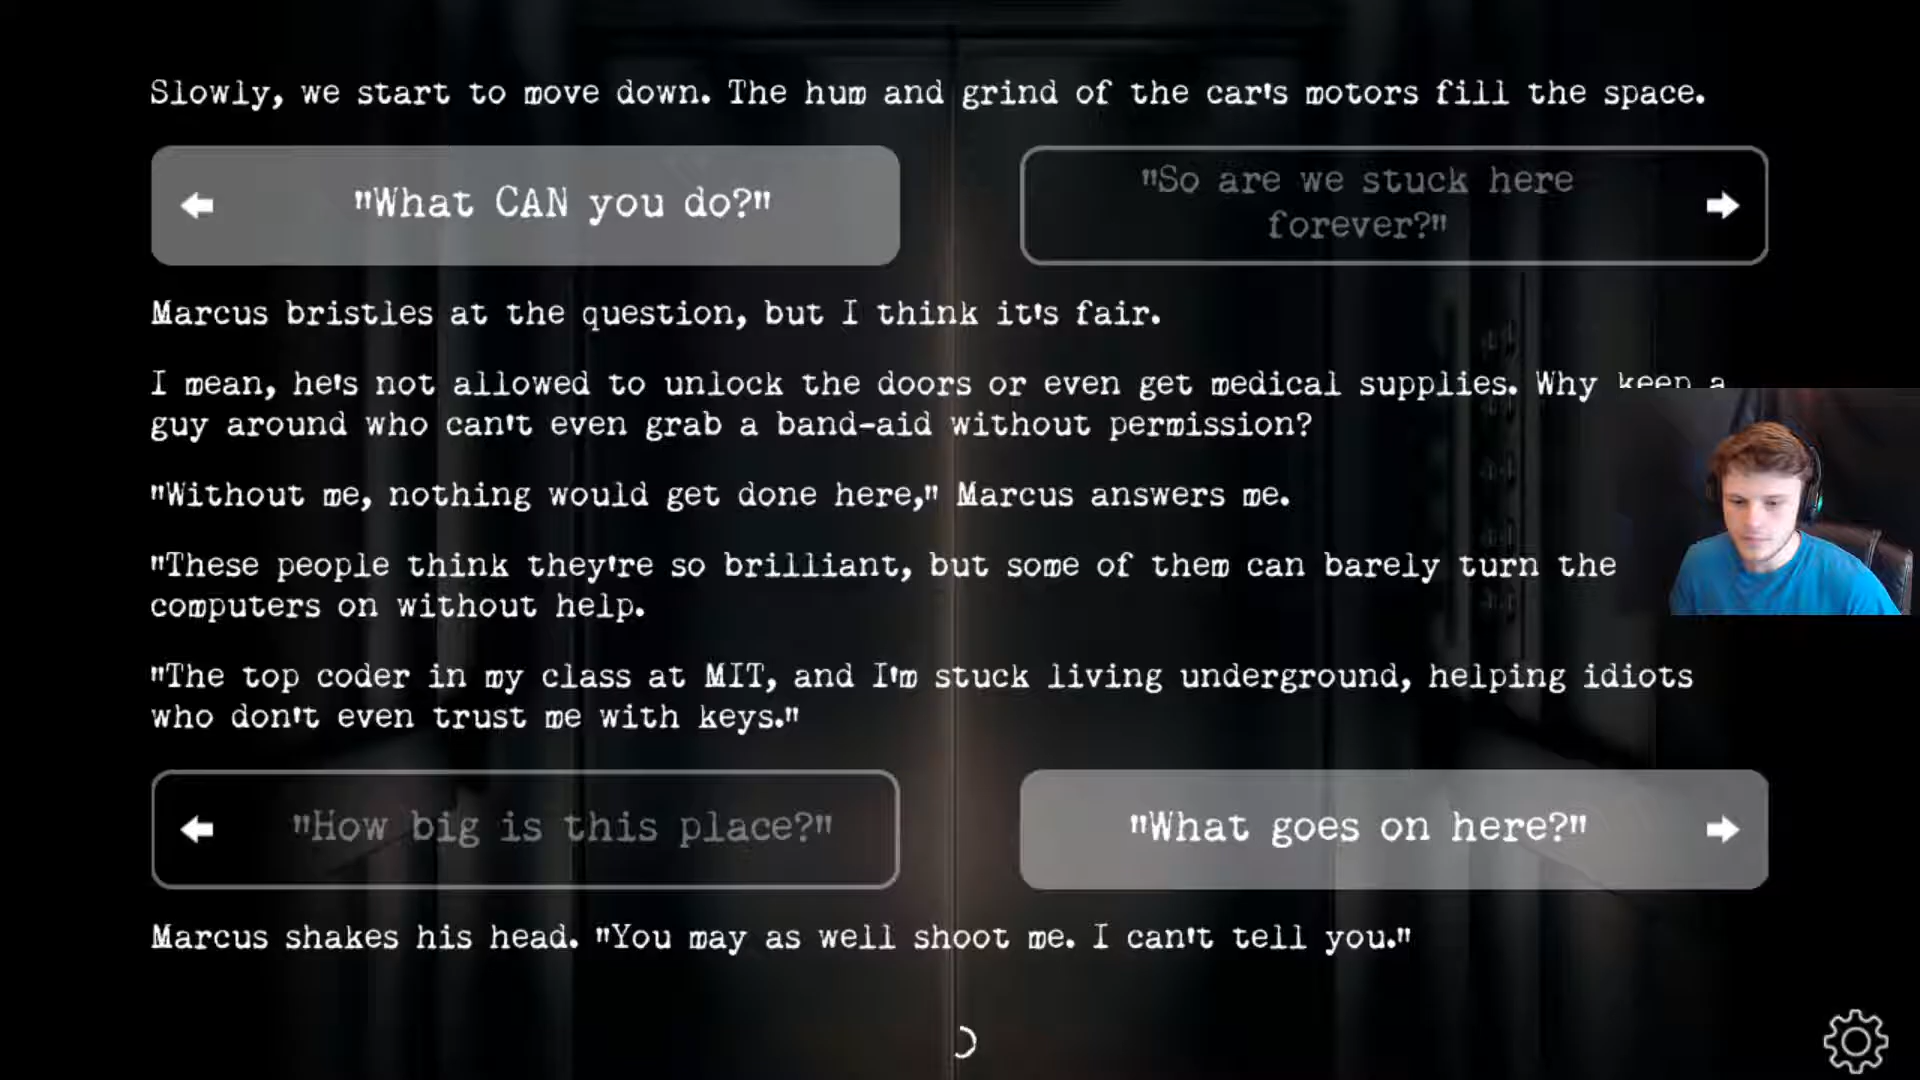 Slowly, we start to move down. The hum and grind of the car's motors fill the space.
"What CAN you do?"
"So are we stuck here
forever?"
Marcus bristles at the question, but I think it's fair.
I mean, he's not allowed to unlock the doors or even get medical supplies. Why keep a
guy around who can't even grab a band-aid without permission?
"Without me, nothing would get done here," Marcus answers me.
"These people think they're so brilliant, but some of them can barely turn the
computers on without help.
"The top coder in my class at MIT, and I'm stuck living underground, helping idiots
who don't even trust me with keys."
"How big is this place?"
"What goes on here?"
Marcus shakes his head. "You may as well shoot me. I can't tell you."